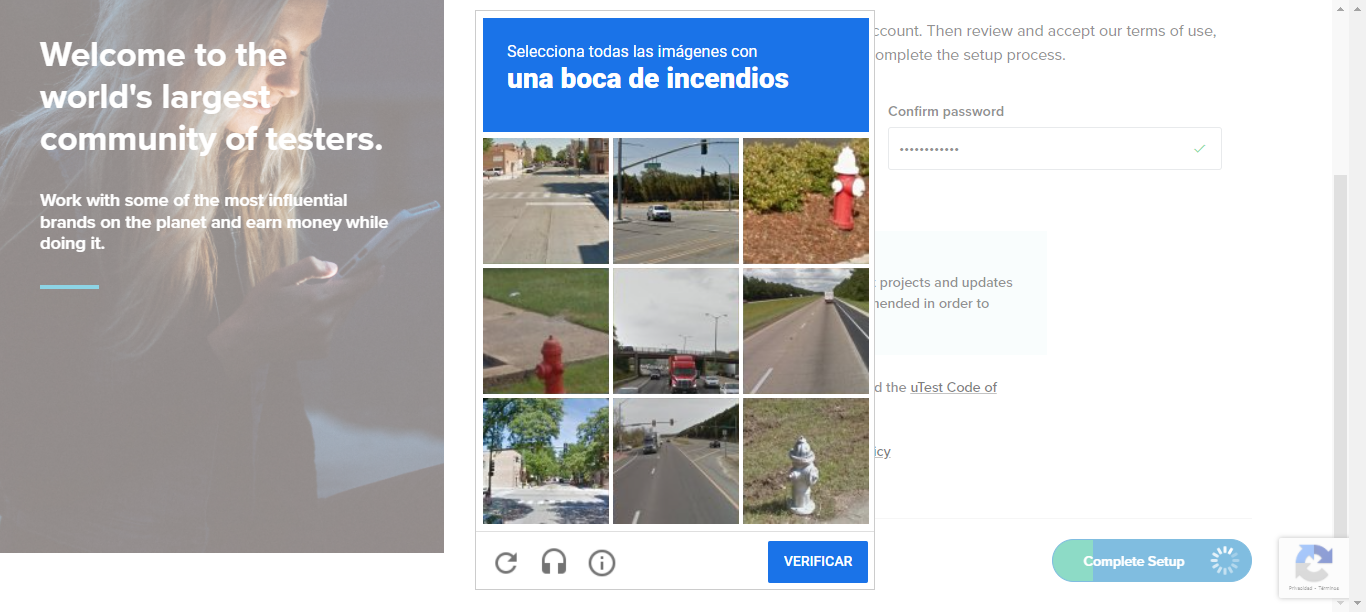 Welcome to the
world's largest
community of testers.
Work with some of the most influential
brands on the planet and earn money while
doing it.
Selecciona todas las imágenes con
una boca de incendios
VERIFICAR
ccount. Then review and accept our terms of use,
omplete the setup process.
Confirm password
••••••••••••
projects and updates
nended in order to
d the uTest Code of
icy
Complete Setup
Privacidad - Términos